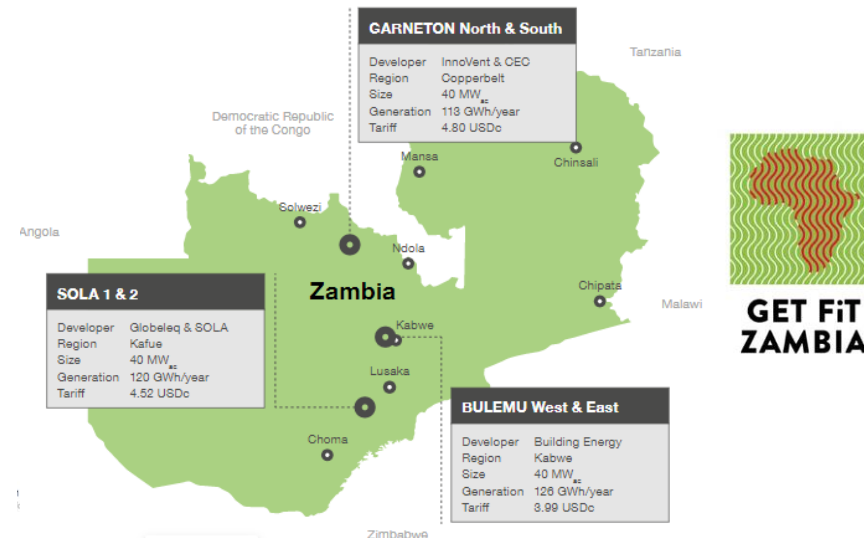 GARNETON North & South
Developer InnoVent & CEC
Region Copperbelt
Size 40 MWac
Generation 113 GWh/year
Tariff 4.80 USDc
Tanzania
Democratic Republic
of the Congo
Mansa
Chinsali
Solwezi
Angola
Ndola
Zambia
Chipata
Malawi
SOLA 1 & 2
Developer Globeleq & SOLA
Region Kafue
Size 40 MWac
Generation 120 GWh/year
Tariff 4.52 USDc
Kabwe
Lusaka
Choma
BULEMU West & East
Developer Building Energy
Region Kabwe
Size 40 MWac
Generation 126 GWh/year
Tariff 3.99 USDc
Zimbabwe
GET FiT
ZAMBIA